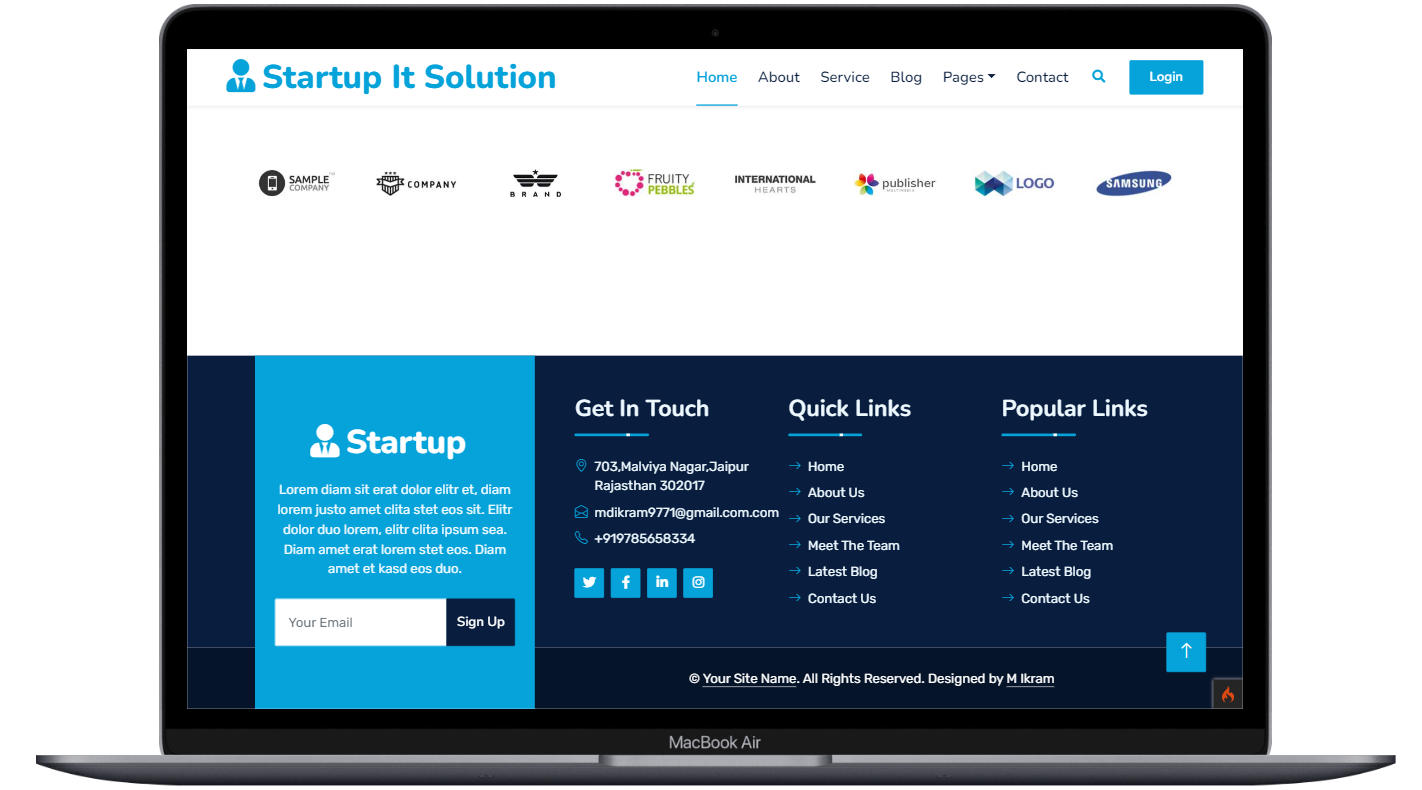 Startup It Solution
Home About Service Blog Pages Contact Login
SAMPLE COMPANY
COMPANY
BRAND
FRUITY PEBBLES
INTERNATIONAL HEARTS
publisher
LOGO
SAMSUNG
Startup
Lorem diam sit erat dolor elitr et, diam
lorem justo amet clita stet eos sit. Elitr
dolor duo lorem, elitr clita ipsum sea.
Diam amet erat lorem stet eos. Diam
amet et kasd eos duo.
Your Email Sign Up
Get In Touch
703,Malviya Nagar,Jaipur
Rajasthan 302017
mdikram9771@gmail.com.com
+919785658334
Quick Links
Home
About Us
Our Services
Meet The Team
Latest Blog
Contact Us
Popular Links
Home
About Us
Our Services
Meet The Team
Latest Blog
Contact Us
© Your Site Name. All Rights Reserved. Designed by M Ikram
MacBook Air